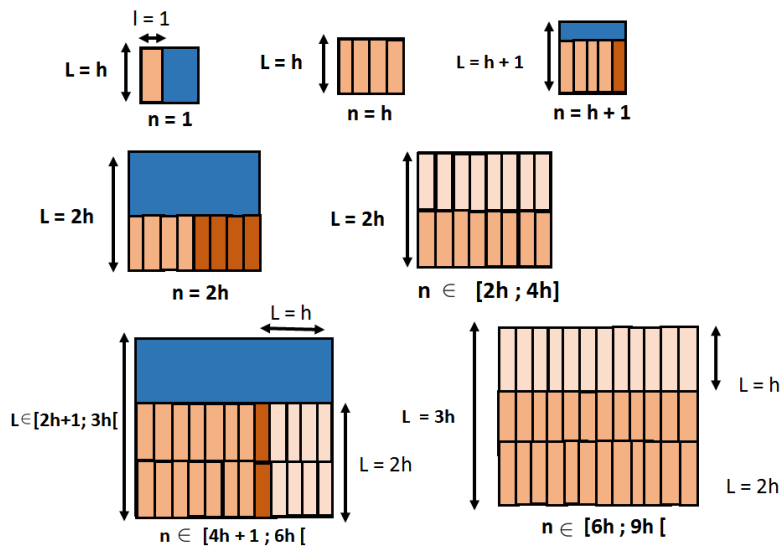 l = 1
L = h
n = 1
L = h
n = h
L = h + 1
n = h + 1
L = 2h
n = 2h
L = 2h
n ∈ [2h ; 4h]
L = h
L∈[2h+1; 3h[
L = 2h
n ∈ [4h + 1 ; 6h [
L = 3h
L = h
L = 2h
n ∈ [6h ; 9h [